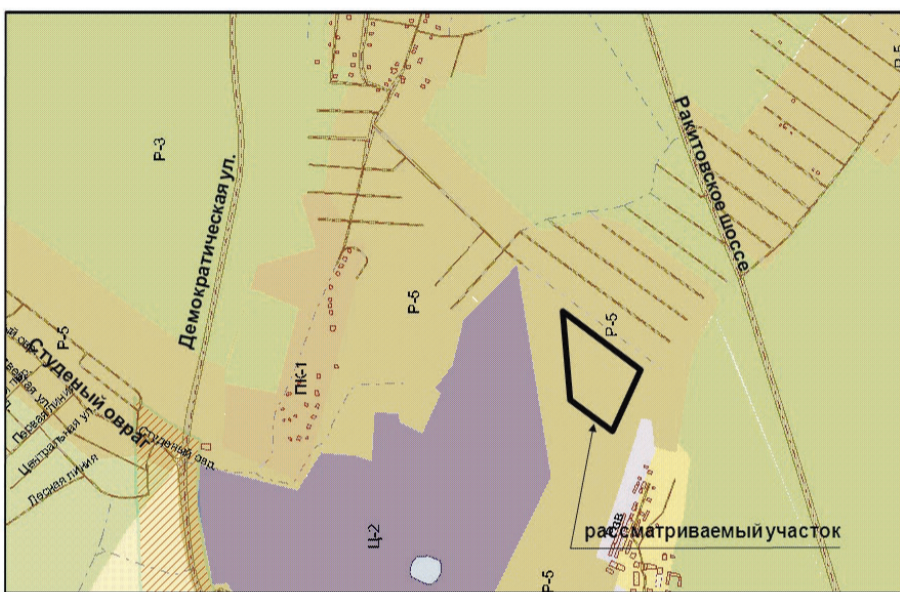 Р-3
Демократическая ул.
Ракитовское шоссе
Р-5
Р-5
Студеный овраг
Первая линия
Центральная ул.
Лесная линия
Студеный овр.
ПК-1
Р-5
Р-5
Ц-2
рассматриваемый участок
Р-5